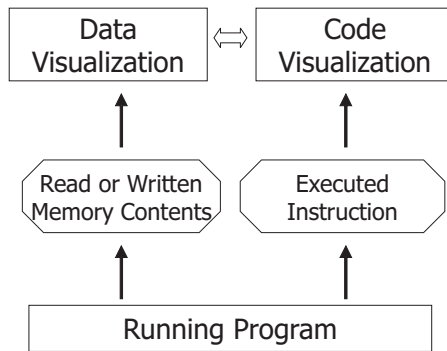 Data
Visualization
Code
Visualization
Read or Written
Memory Contents
Executed
Instruction
Running Program